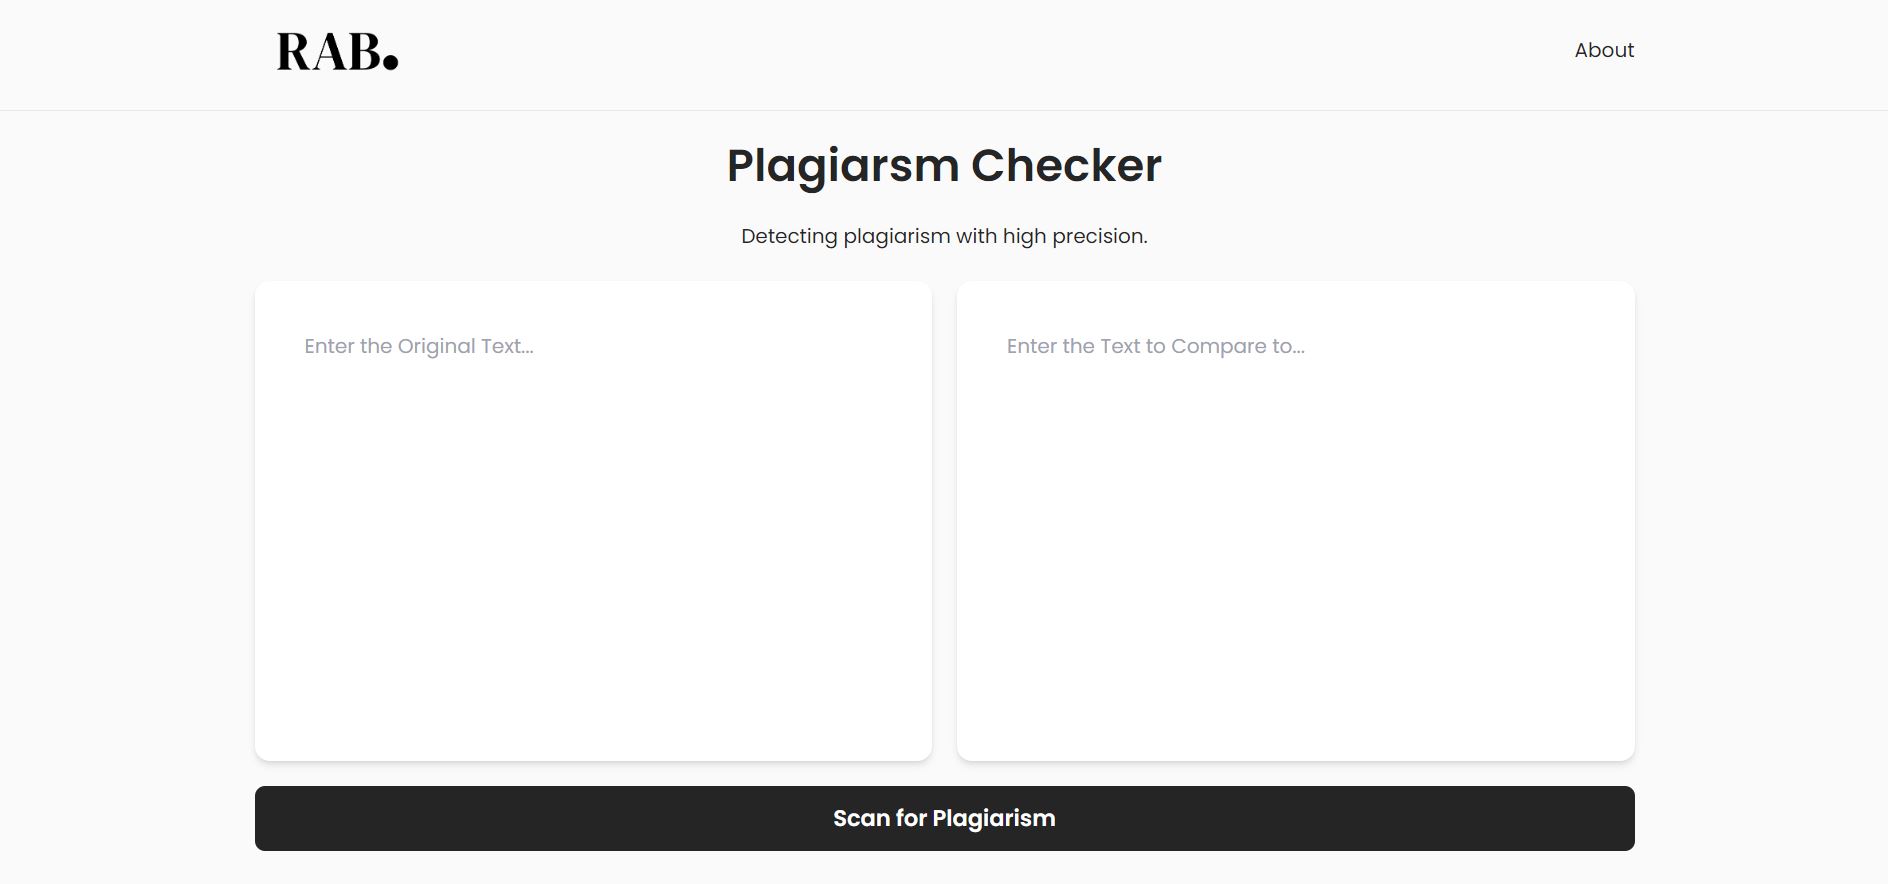 RAB.
About
Plagiarsm Checker
Detecting plagiarism with high precision.
Enter the Original Text...
Enter the Text to Compare to...
Scan for Plagiarism